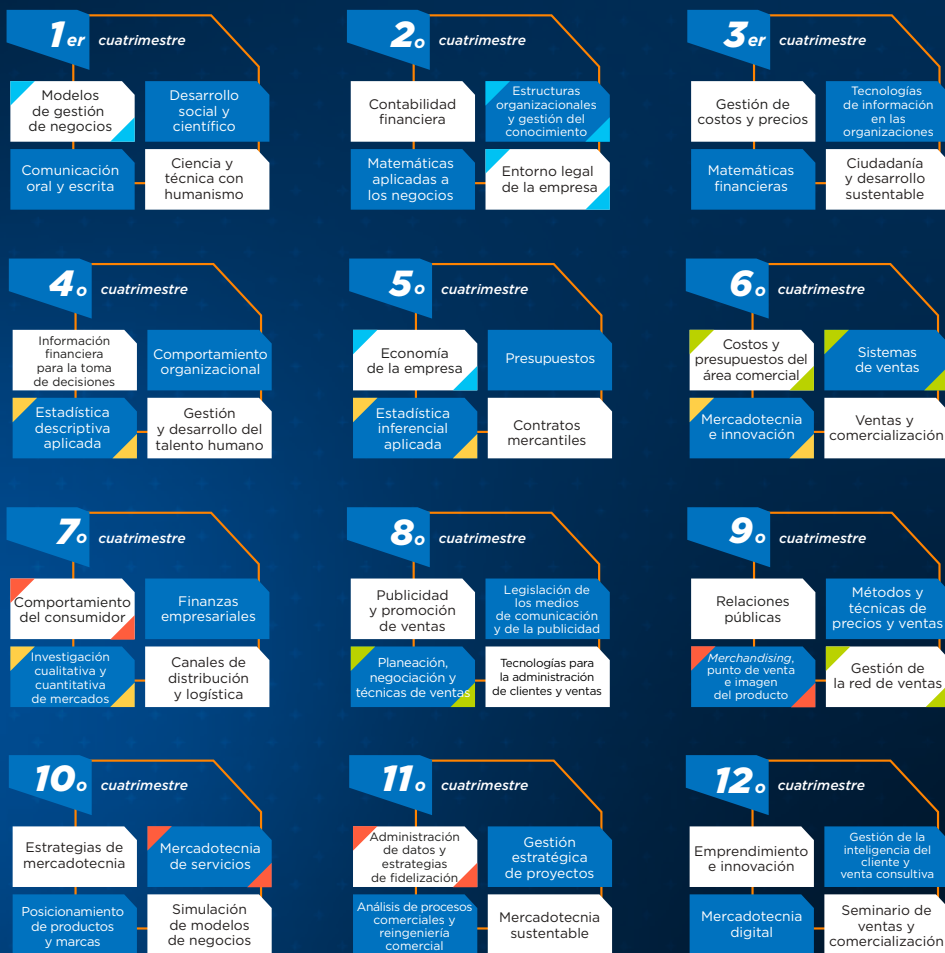 1er cuatrimestre
Modelos
de gestión
de negocios
Desarrollo
social y
científico
Comunicación
oral y escrita
Ciencia y
técnica con
humanismo
2o cuatrimestre
Contabilidad
financiera
Estructuras
organizacionales
y gestión del
conocimiento
Matemáticas
aplicadas a
los negocios
Entorno legal
de la empresa
3er cuatrimestre
Gestión de
costos y precios
Tecnologías
de información
en las
organizaciones
Matemáticas
financieras
Ciudadanía
y desarrollo
sustentable
4o cuatrimestre
Información
financiera
para la toma
de decisiones
Comportamiento
organizacional
Estadística
descriptiva
aplicada
Gestión
y desarrollo del
talento humano
5o cuatrimestre
Economía
de la empresa
Presupuestos
Estadística
inferencial
aplicada
Contratos
mercantiles
6o cuatrimestre
Costos y
presupuestos del
área comercial
Sistemas
de ventas
Mercadotecnia
e innovación
Ventas y
comercialización
7o cuatrimestre
Comportamiento
del consumidor
Finanzas
empresariales
Investigación
cualitativa y
cuantitativa
de mercados
Canales de
distribución
y logística
8o cuatrimestre
Publicidad
y promoción
de ventas
Legislación de
los medios
de comunicación
y de la publicidad
Planeación,
negociación y
técnicas de ventas
Tecnologías para
la administración
de clientes y ventas
9o cuatrimestre
Relaciones
públicas
Métodos y
técnicas de
precios y ventas
Merchandising,
punto de venta
e imagen
del producto
Gestión de
la red de ventas
10o cuatrimestre
Estrategias de
mercadotecnia
Mercadotecnia
de servicios
Posicionamiento
de productos
y marcas
Simulación
de modelos
de negocios
11o cuatrimestre
Administración
de datos y
estrategias
de fidelización
Gestión
estratégica
de proyectos
Análisis de procesos
comerciales y
reingeniería
comercial
Mercadotecnia
sustentable
12o cuatrimestre
Emprendimiento
e innovación
Gestión de la
inteligencia del
cliente y
venta consultiva
Mercadotecnia
digital
Seminario de
ventas y
comercialización